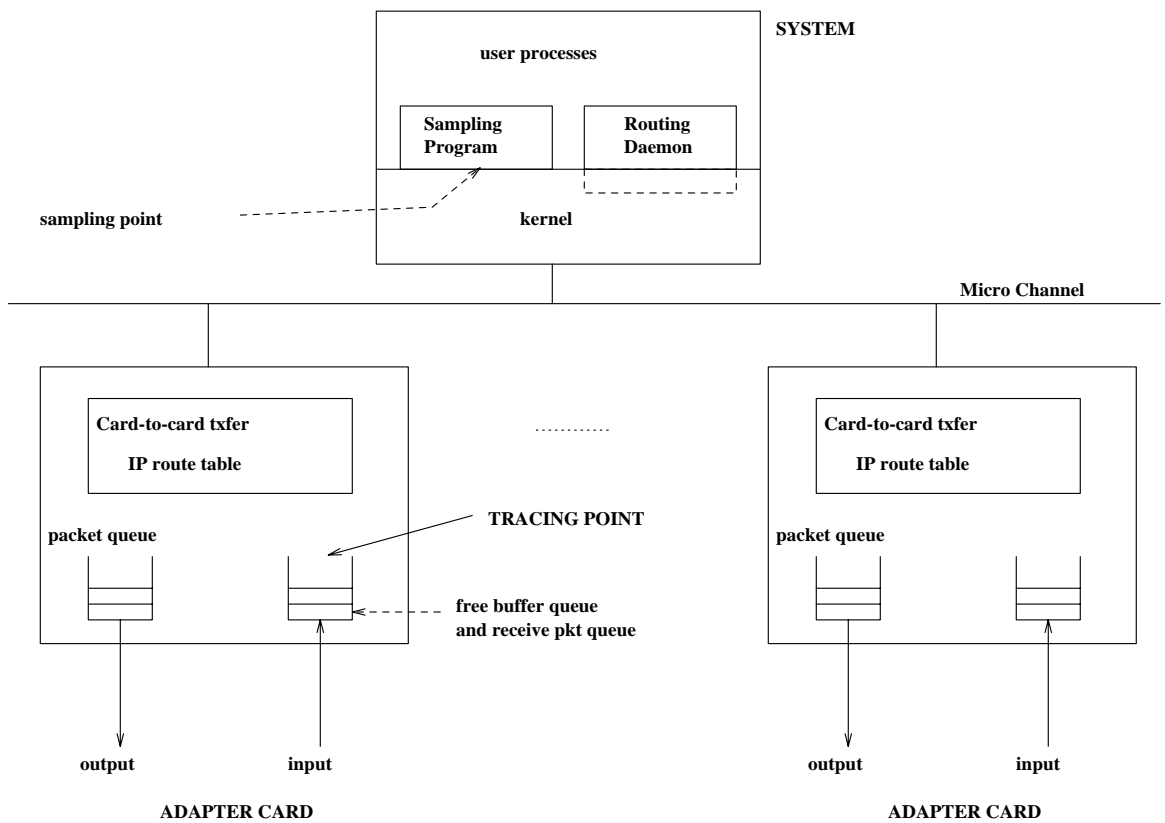 SYSTEM
user processes
Sampling
Program
Routing
Daemon
sampling point
kernel
Micro Channel
Card-to-card txfer
IP route table
Card-to-card txfer
IP route table
TRACING POINT
packet queue
packet queue
free buffer queue
and receive pkt queue
output
input
output
input
ADAPTER CARD
ADAPTER CARD